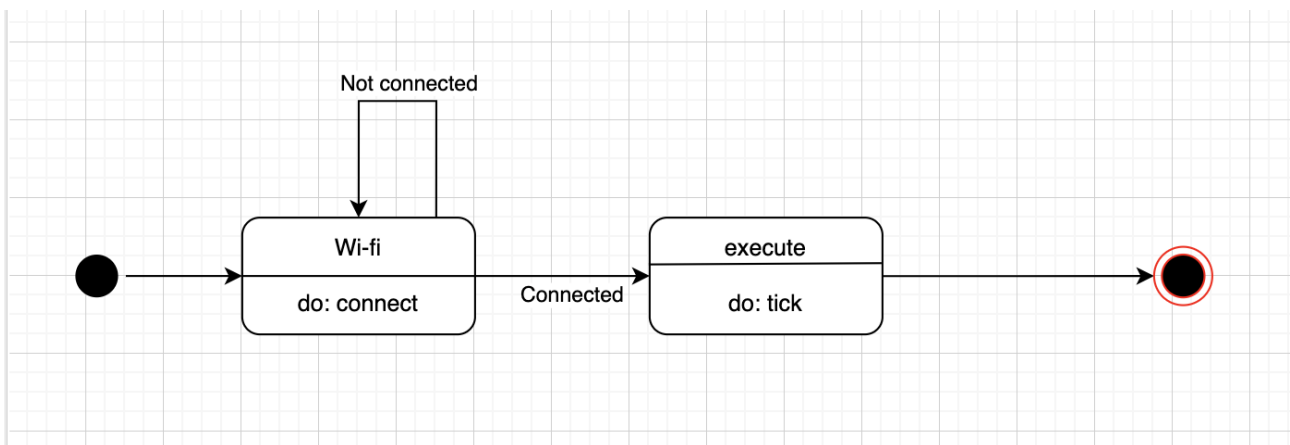 Not connected
Wi-fi
do: connect
Connected
execute
do: tick